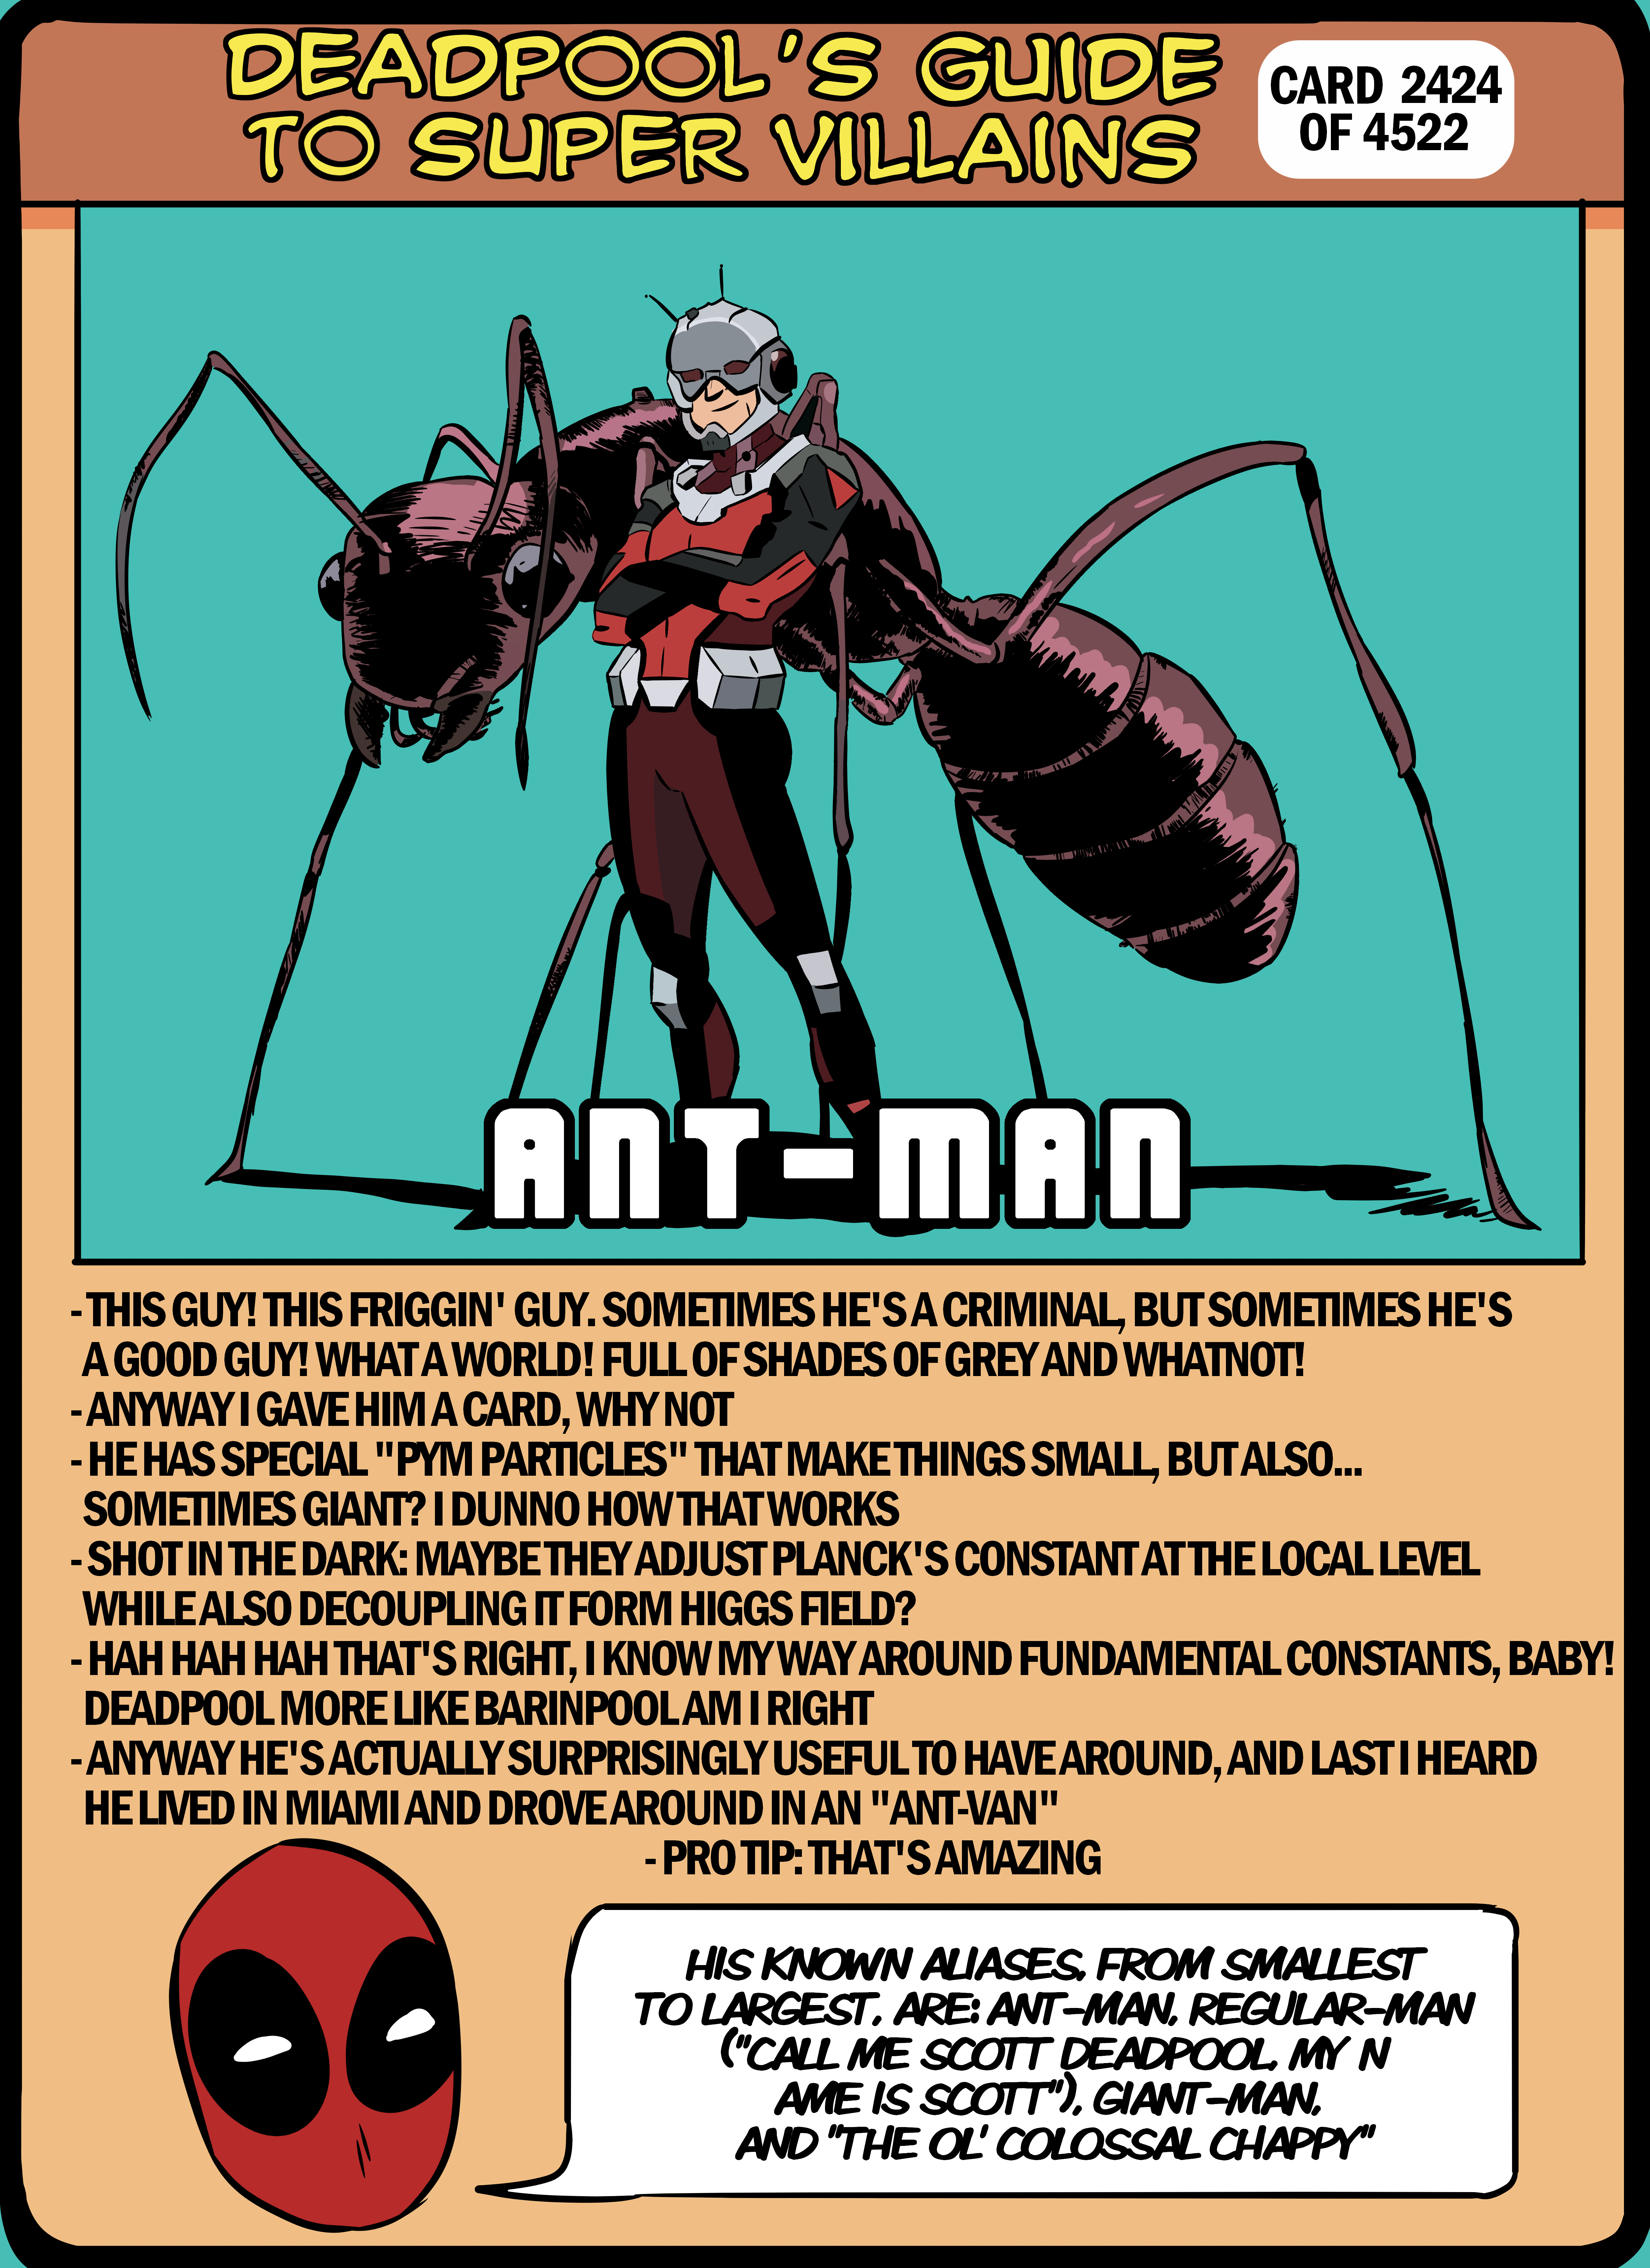 DEADPOOL'S GUIDE
TO SUPER VILLAINS
CARD 2424
OF 4522
ANT-MAN
- THIS GUY! THIS FRIGGIN' GUY. SOMETIMES HE'S A CRIMINAL, BUT SOMETIMES HE'S
A GOOD GUY! WHAT A WORLD! FULL OF SHADES OF GREY AND WHATNOT!
- ANYWAY I GAVE HIM A CARD, WHY NOT
- HE HAS SPECIAL "PYM PARTICLES" THAT MAKE THINGS SMALL, BUT ALSO...
SOMETIMES GIANT? I DUNNO HOW THAT WORKS
- SHOT IN THE DARK: MAYBE THEY ADJUST PLANCK'S CONSTANT AT THE LOCAL LEVEL
WHILE ALSO DECOUPLING IT FORM HIGGS FIELD?
- HAH HAH HAH THAT'S RIGHT, I KNOW MY WAY AROUND FUNDAMENTAL CONSTANTS, BABY!
DEADPOOL MORE LIKE BARINPOOL AM I RIGHT
- ANYWAY HE'S ACTUALLY SURPRISINGLY USEFUL TO HAVE AROUND, AND LAST I HEARD
HE LIVED IN MIAMI AND DROVE AROUND IN AN "ANT-VAN"
- PRO TIP: THAT'S AMAZING
HIS KNOWN ALIASES, FROM SMALLEST
TO LARGEST, ARE: ANT-MAN, REGULAR-MAN
("CALL ME SCOTT DEADPOOL, MY N
AME IS SCOTT"), GIANT-MAN,
AND "THE OL' COLOSSAL CHAPPY"